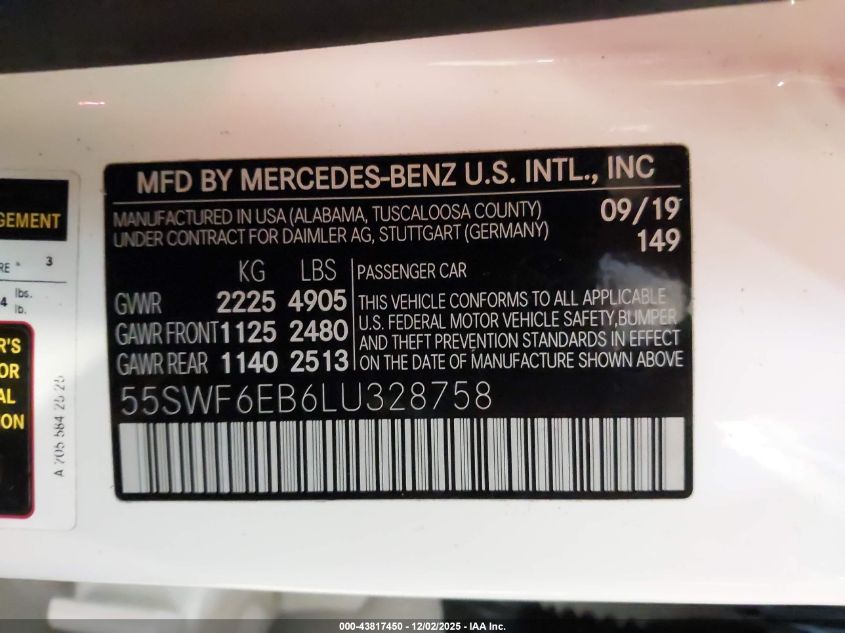 MFD BY MERCEDES-BENZ U.S. INTL., INC
MANUFACTURED IN USA (ALABAMA, TUSCALOOSA COUNTY) 09/19
UNDER CONTRACT FOR DAIMLER AG, STUTTGART (GERMANY) 149
KG LBS PASSENGER CAR
GVWR 2225 4905
GAWR FRONT 1125 2480
GAWR REAR 1140 2513
THIS VEHICLE CONFORMS TO ALL APPLICABLE
U.S. FEDERAL MOTOR VEHICLE SAFETY,BUMPER
AND THEFT PREVENTION STANDARDS IN EFFECT
ON THE DATE OF MANUFACTURE SHOWN ABOVE
55SWF6EB6LU328758
GEMENT
RE * 3
4 lbs.
lb.
R'S
OR
AL
ION
A 205 584 25 25
000-43817450 - 12/02/2025 - IAA Inc.